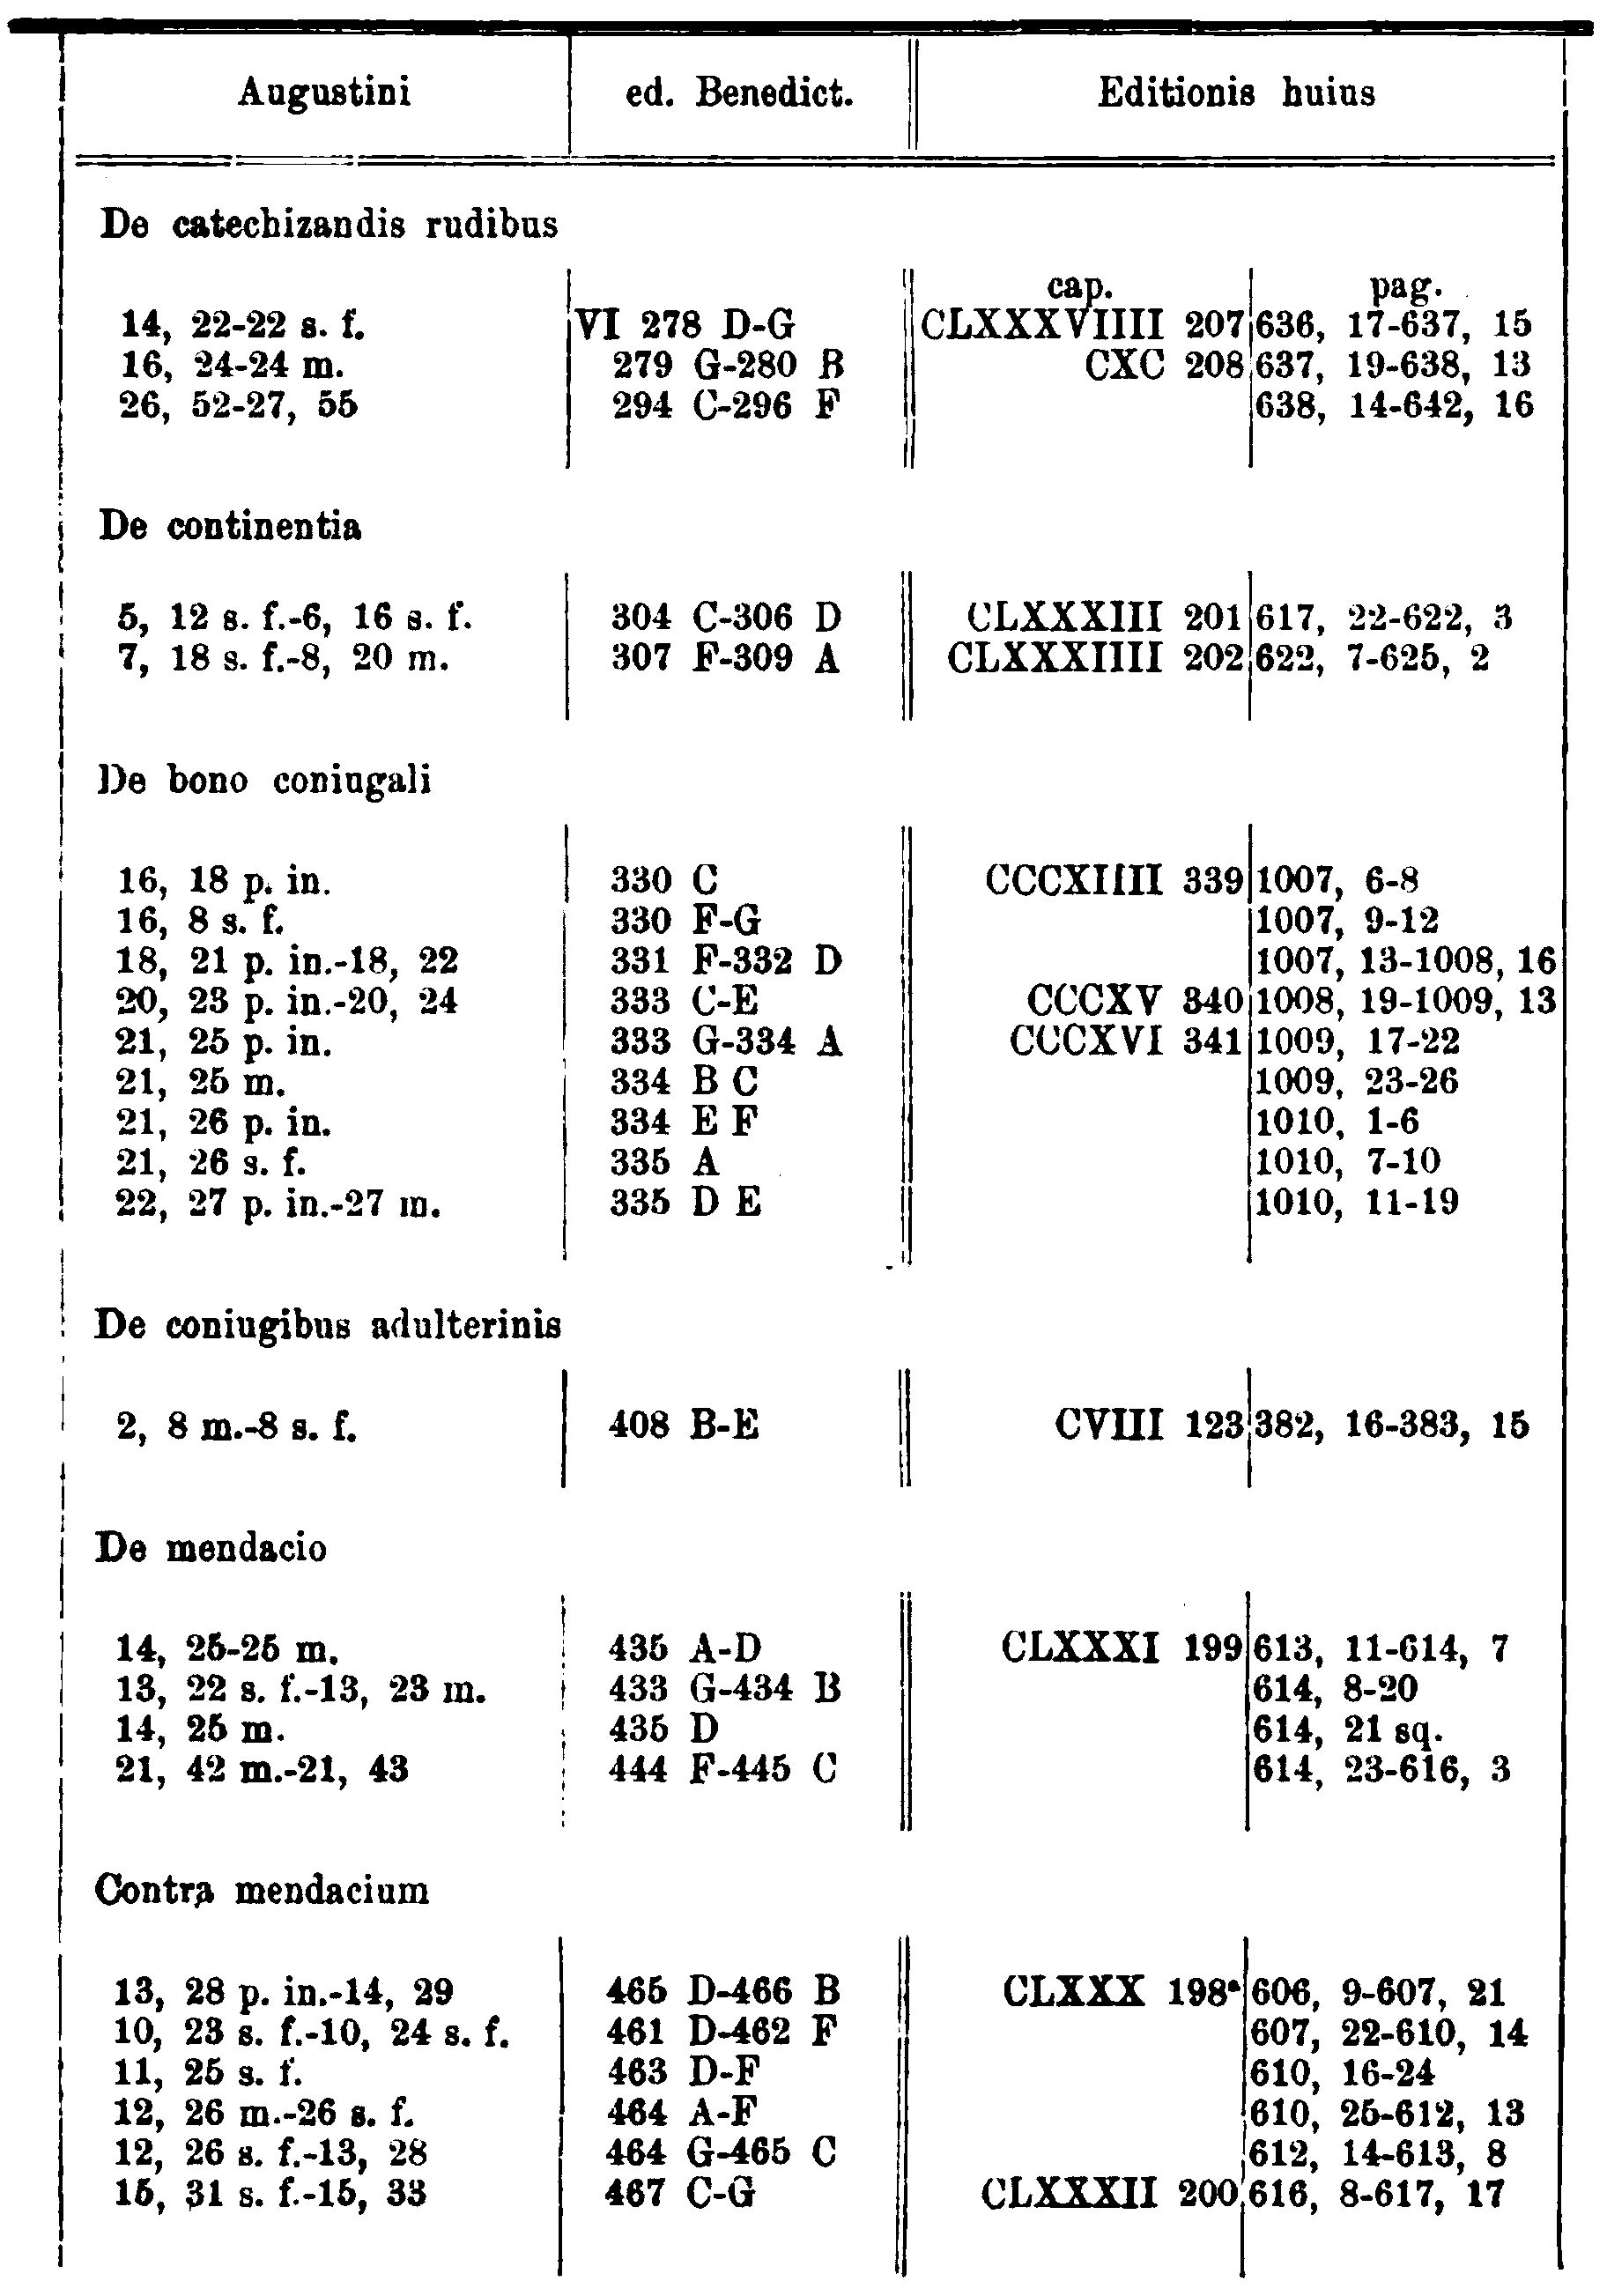 Augustini ed. Benedict. Editionis huius
De catechizandis rudibus
cap. pag.
14, 22-22 s. f. VI 278 D-G CLXXXVIIII 207 636, 17-637, 15
16, 24-24 m. 279 G-280 B CXC 208 637, 19-638, 13
26, 52-27, 55 294 C-296 F 638, 14-642, 16
De continentia
5, 12 s. f.-6, 16 s. f. 304 C-306 D CLXXXIII 201 617, 22-622, 3
7, 18 s. f.-8, 20 m. 307 F-309 A CLXXXIIII 202 622, 7-625, 2
De bono coniugali
16, 18 p. in. 330 C CCCXIIII 339 1007, 6-8
16, 8 s. f. 330 F-G 1007, 9-12
18, 21 p. in.-18, 22 331 F-332 D 1007, 13-1008, 16
20, 23 p. in.-20, 24 333 C-E CCCXV 340 1008, 19-1009, 13
21, 25 p. in. 333 G-334 A CCCXVI 341 1009, 17-22
21, 25 m. 334 B C 1009, 23-26
21, 26 p. in. 334 E F 1010, 1-6
21, 26 s. f. 335 A 1010, 7-10
22, 27 p. in.-27 m. 335 D E 1010, 11-19
De coniugibus adulterinis
2, 8 m.-8 s. f. 408 B-E CVIII 123 382, 16-383, 15
De mendacio
14, 25-25 m. 435 A-D CLXXXI 199 613, 11-614, 7
13, 22 s. f.-13, 23 m. 433 G-434 B 614, 8-20
14, 25 m. 435 D 614, 21 sq.
21, 42 m.-21, 43 444 F-445 C 614, 23-616, 3
Contra mendacium
13, 28 p. in.-14, 29 465 D-466 B CLXXX 198ᵃ 606, 9-607, 21
10, 23 s. f.-10, 24 s. f. 461 D-462 F 607, 22-610, 14
11, 25 s. f. 463 D-F 610, 16-24
12, 26 m.-26 s. f. 464 A-F 610, 25-612, 13
12, 26 s. f.-13, 28 464 G-465 C 612, 14-613, 8
15, 31 s. f.-15, 33 467 C-G CLXXXII 200 616, 8-617, 17